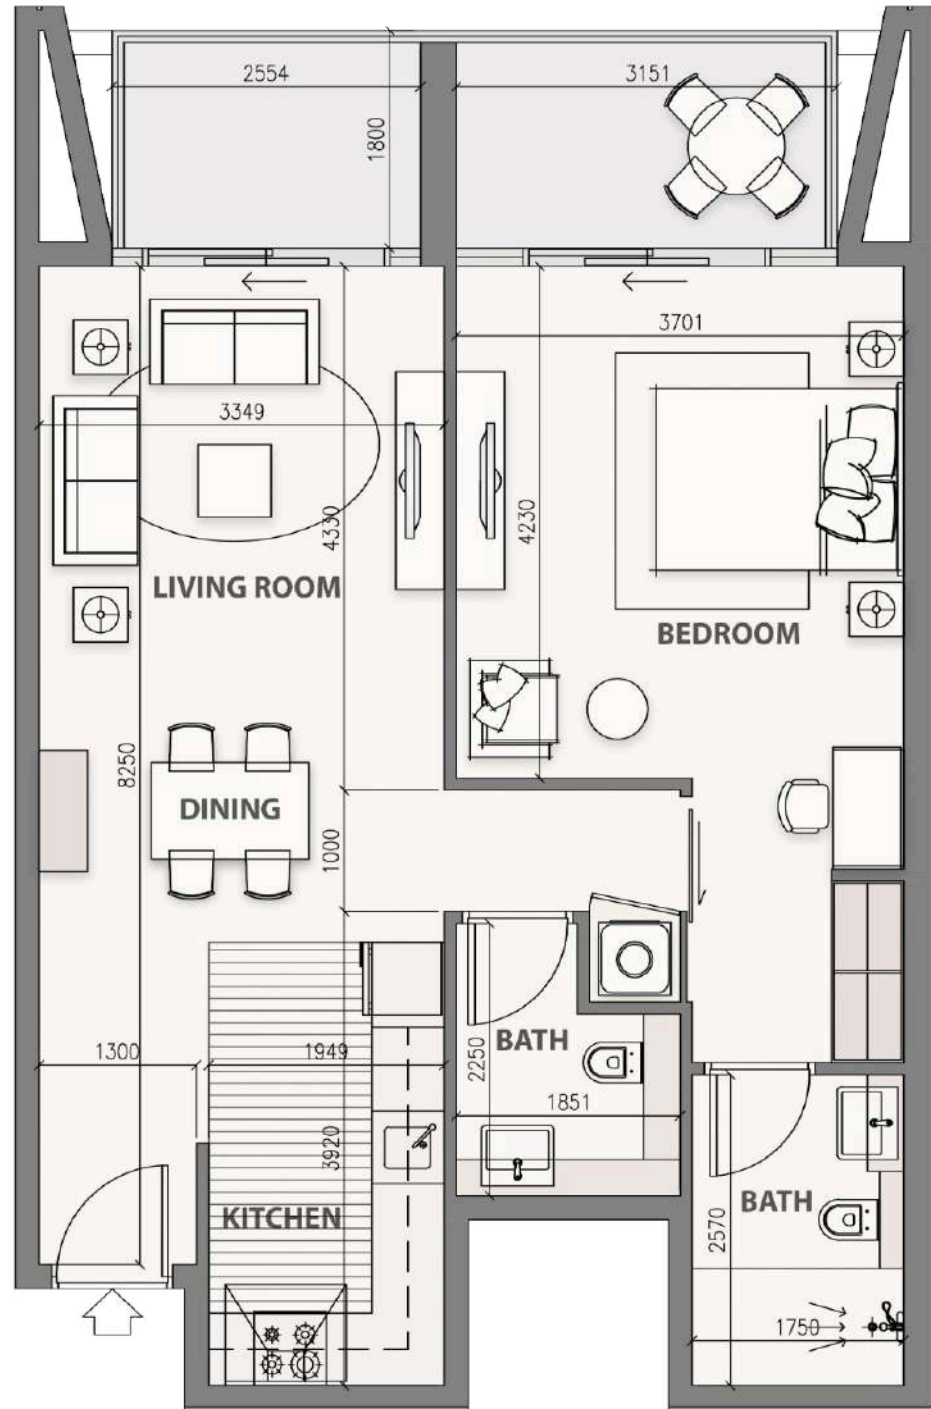 2554
3151
1800
3701
3349
4330
4230
LIVING ROOM
BEDROOM
8250
DINING
1000
1300
1949
2250
BATH
1851
3920
KITCHEN
BATH
2570
1750